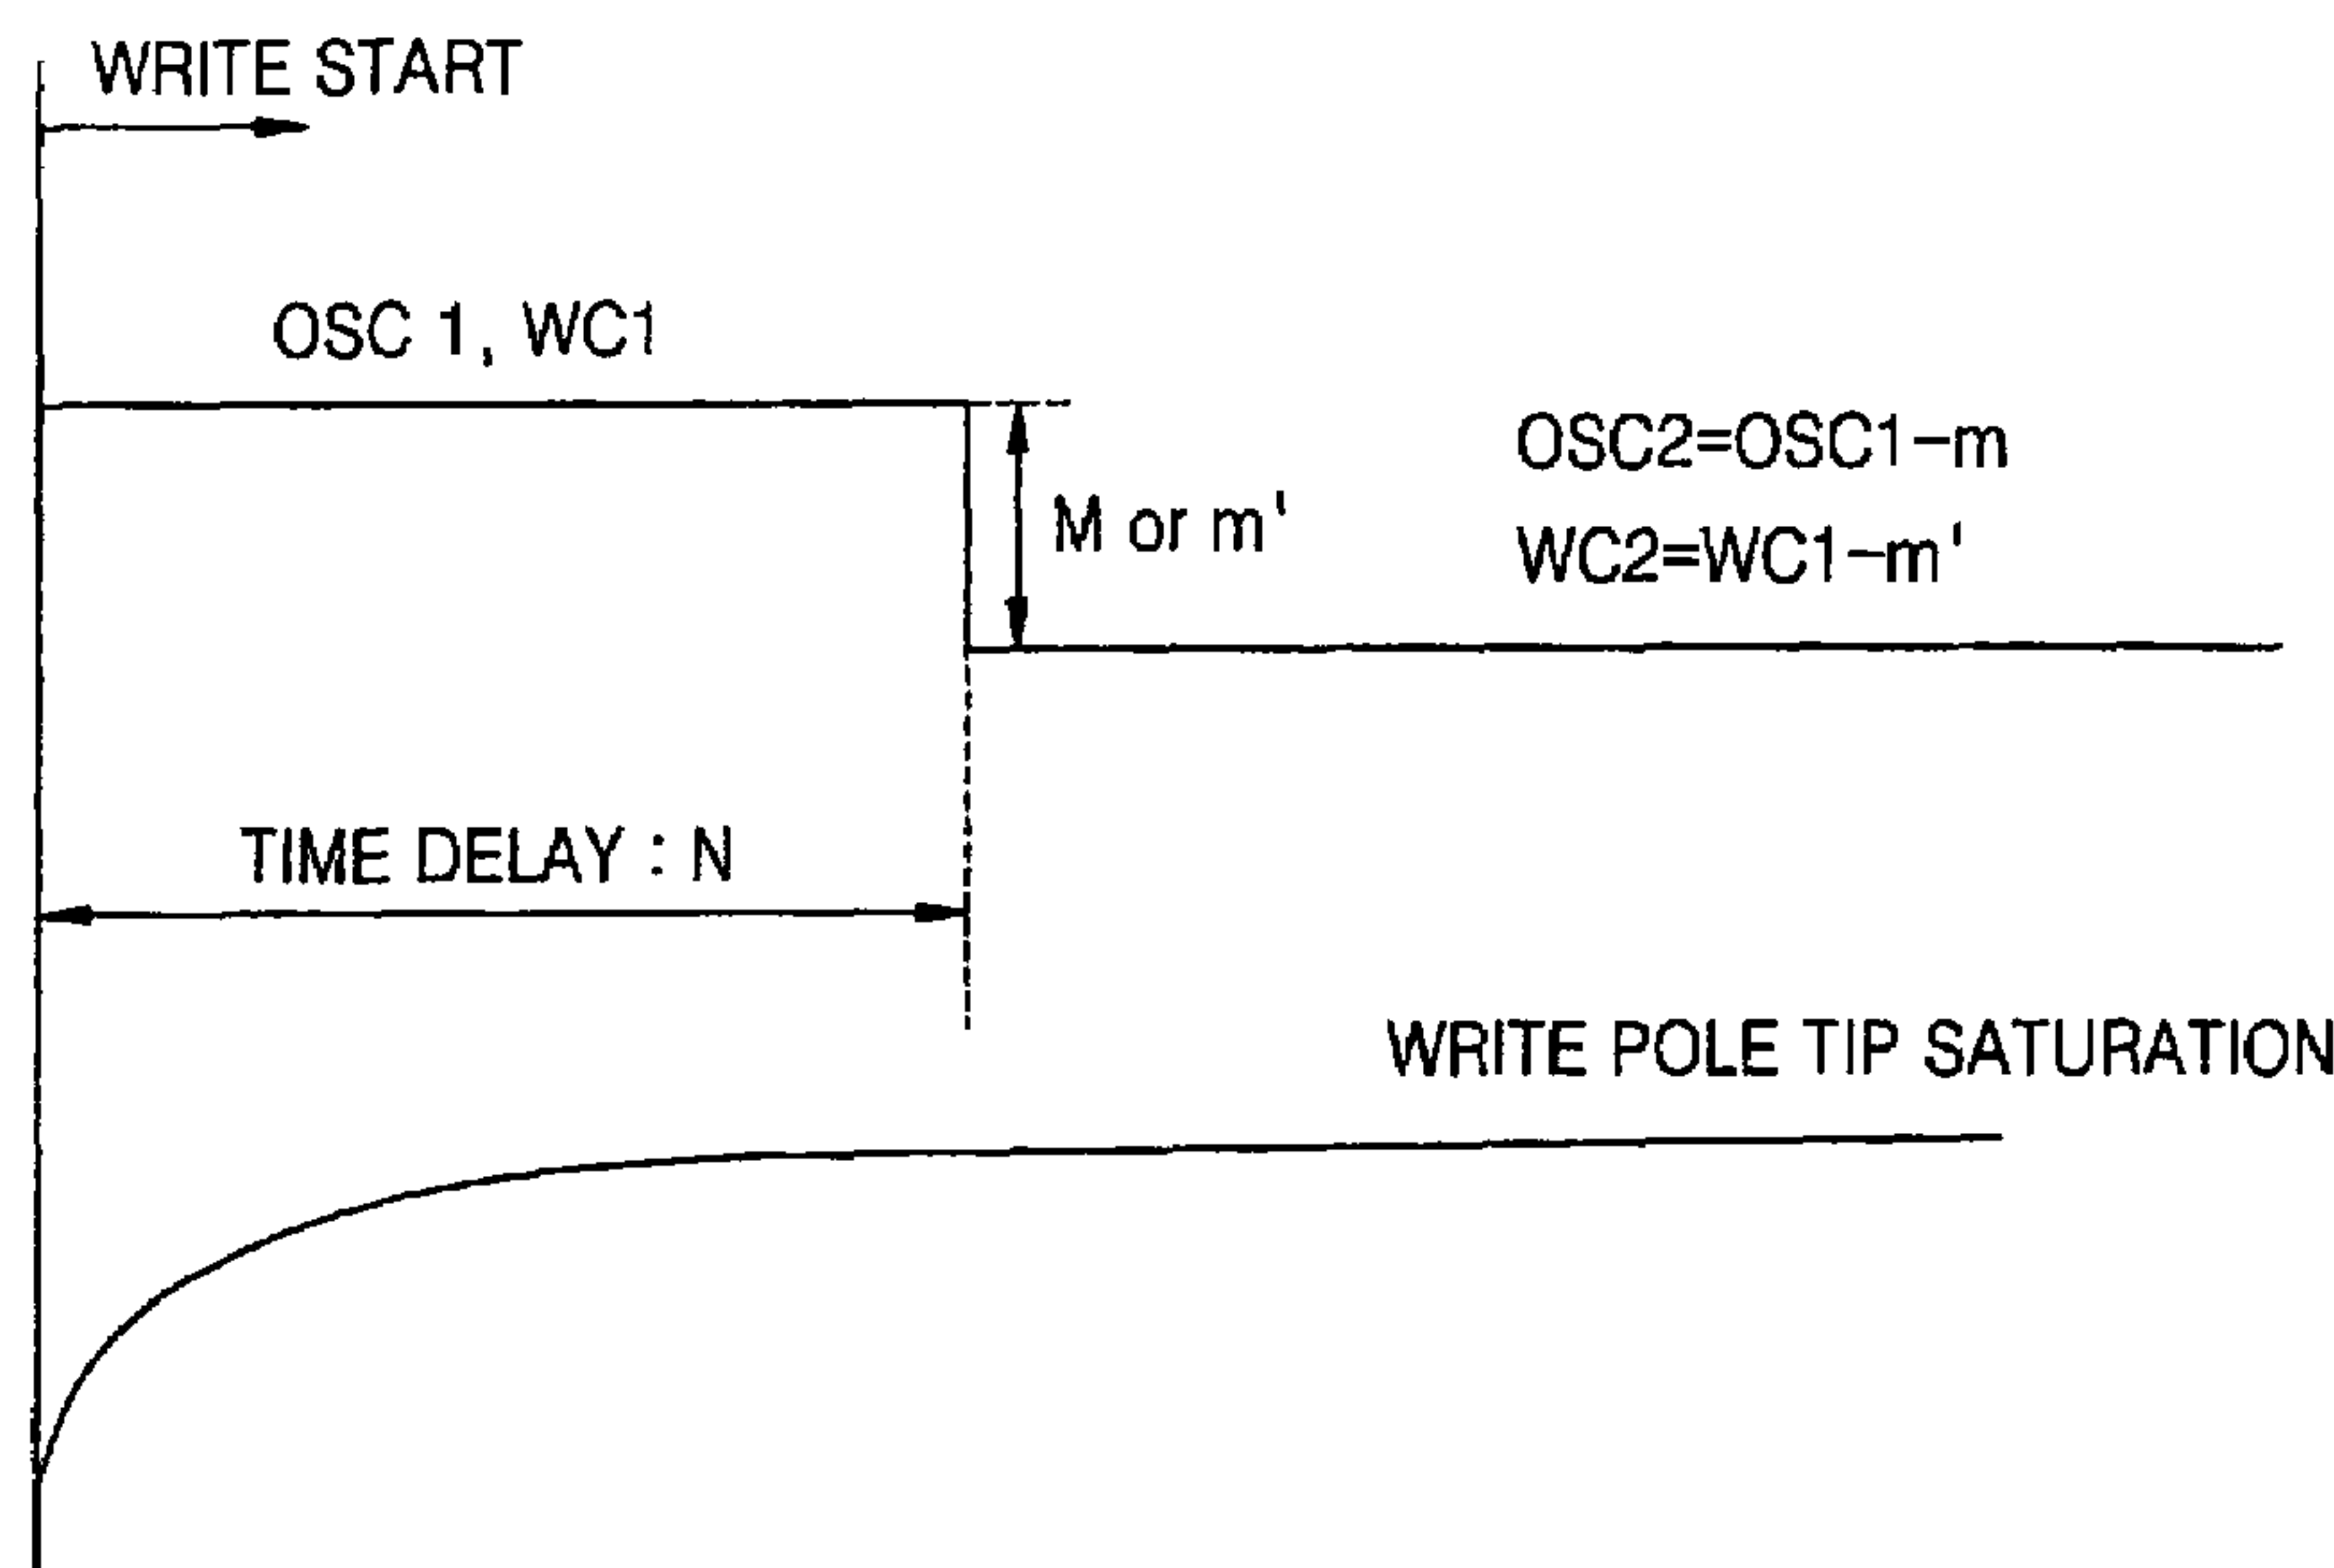 WRITE START
OSC 1, WC1
OSC2=OSC1-m
M or m'
WC2=WC1-m'
TIME DELAY : N
WRITE POLE TIP SATURATION